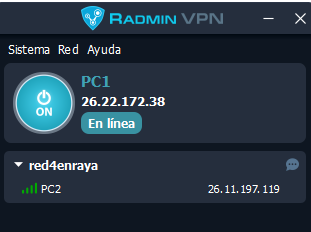 RADMIN VPN
Sistema Red Ayuda
PC1
26.22.172.38
ON
En línea
red4enraya
PC2 26.11.197.119